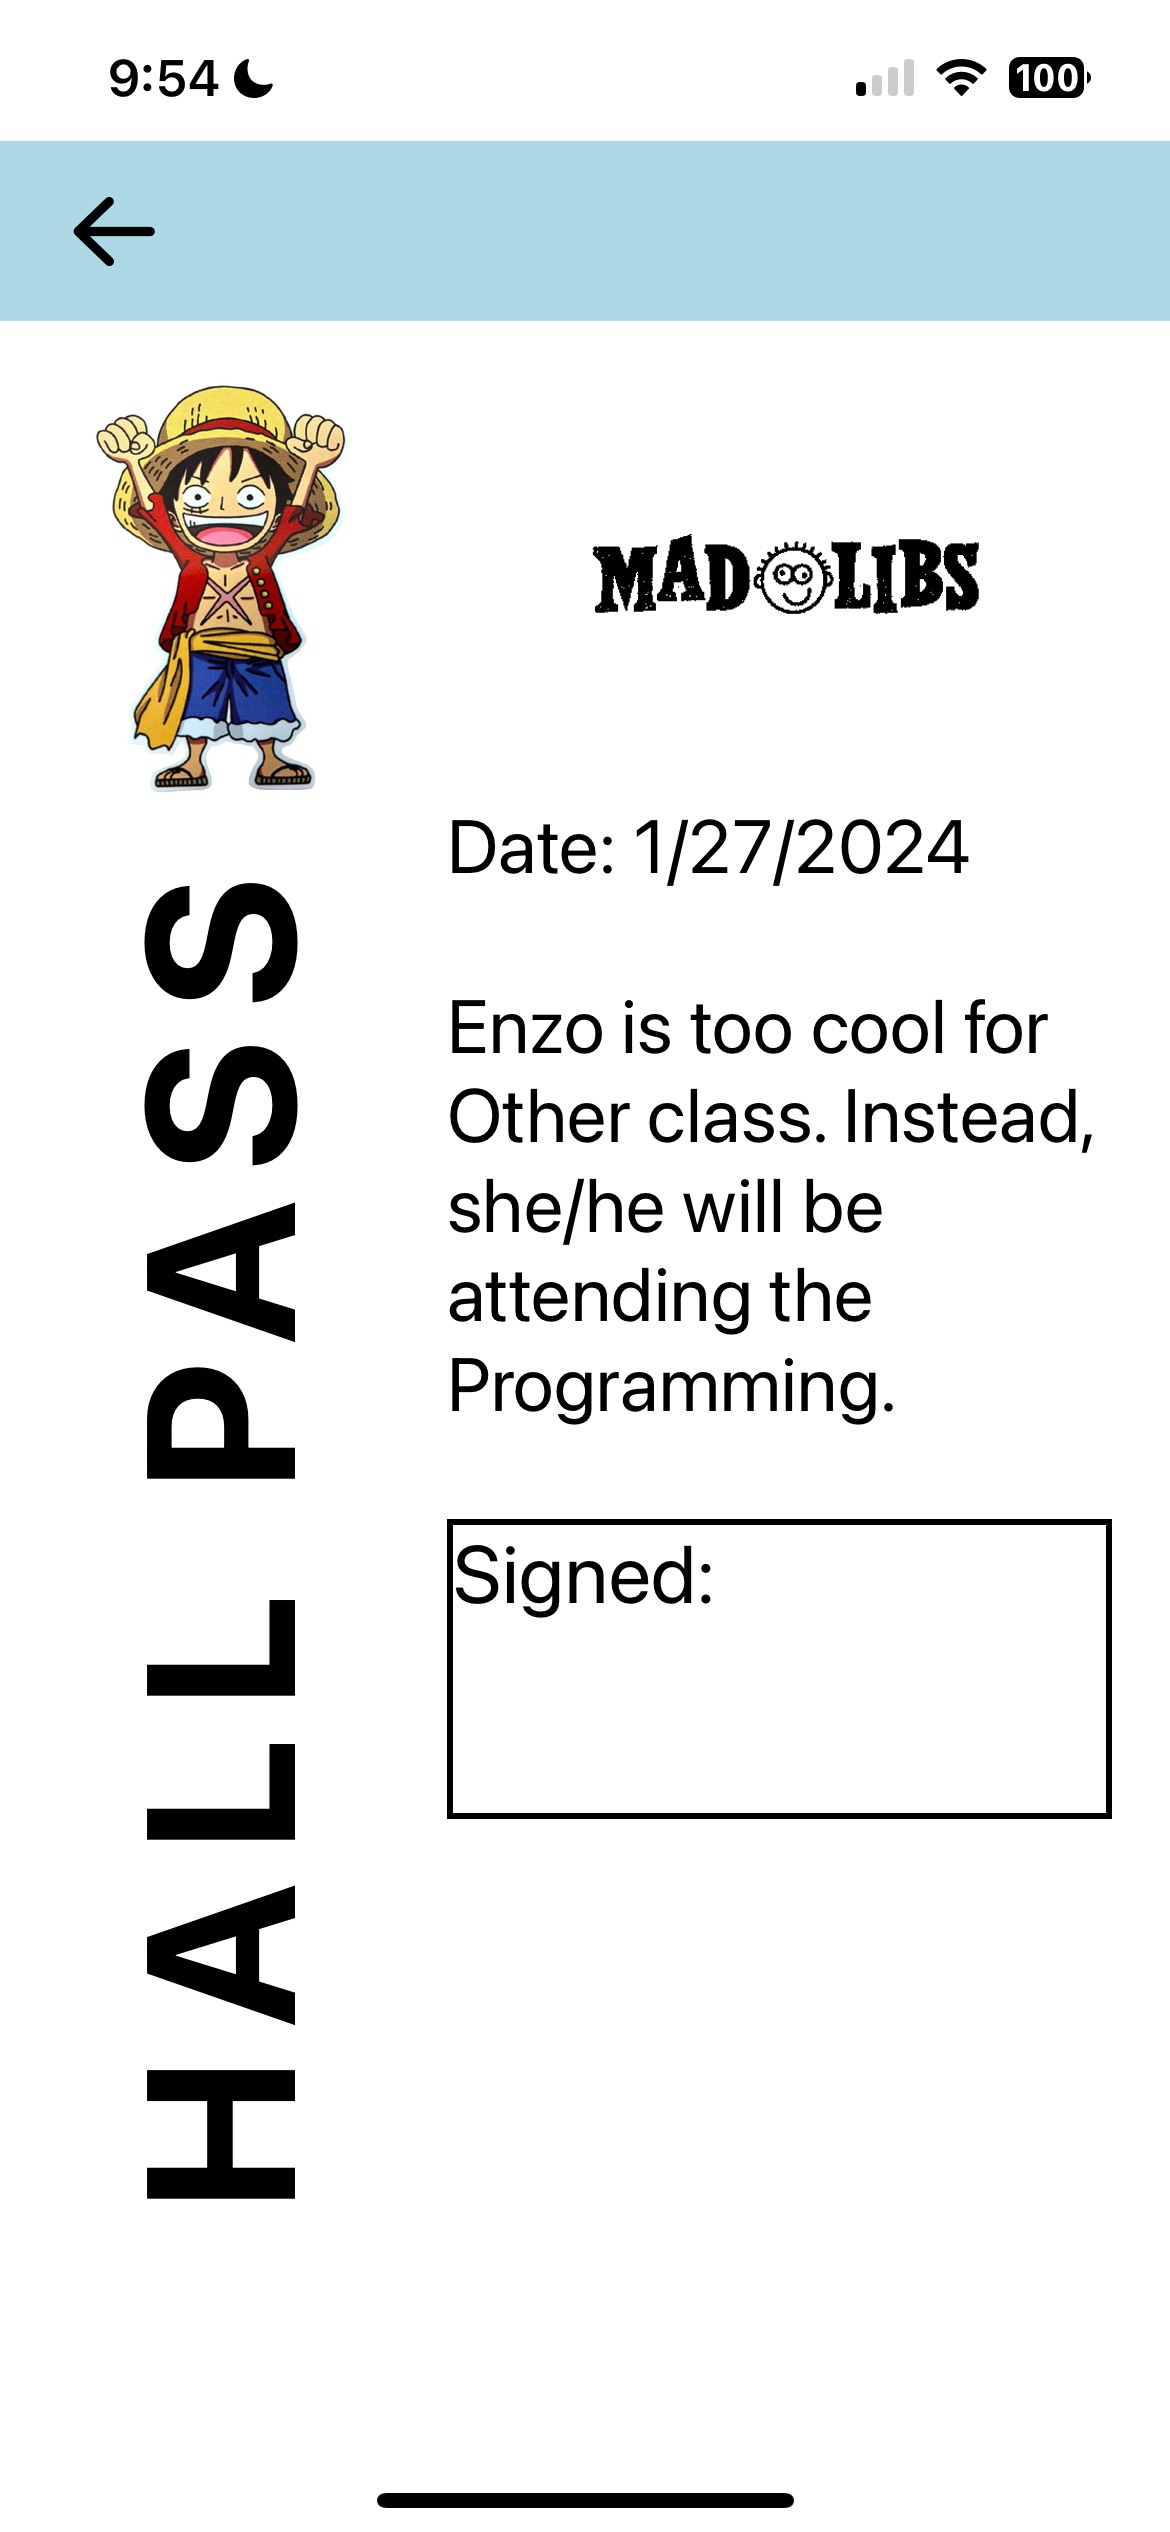 9:54
100
MAD LIBS
HALL PASS
Date: 1/27/2024
Enzo is too cool for
Other class. Instead,
she/he will be
attending the
Programming.
Signed: